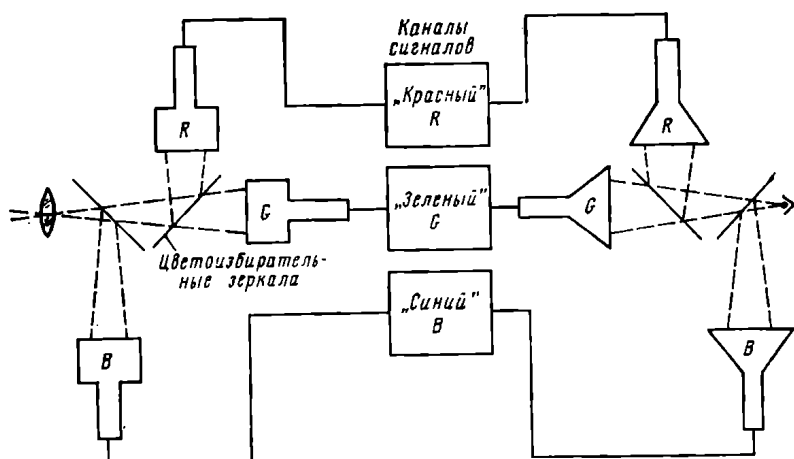 Каналы
сигналов
R
„Красный"
R
R
G
„Зеленый"
G
G
Цветоизбиратель-
ные зеркала
B
„Синий"
B
B